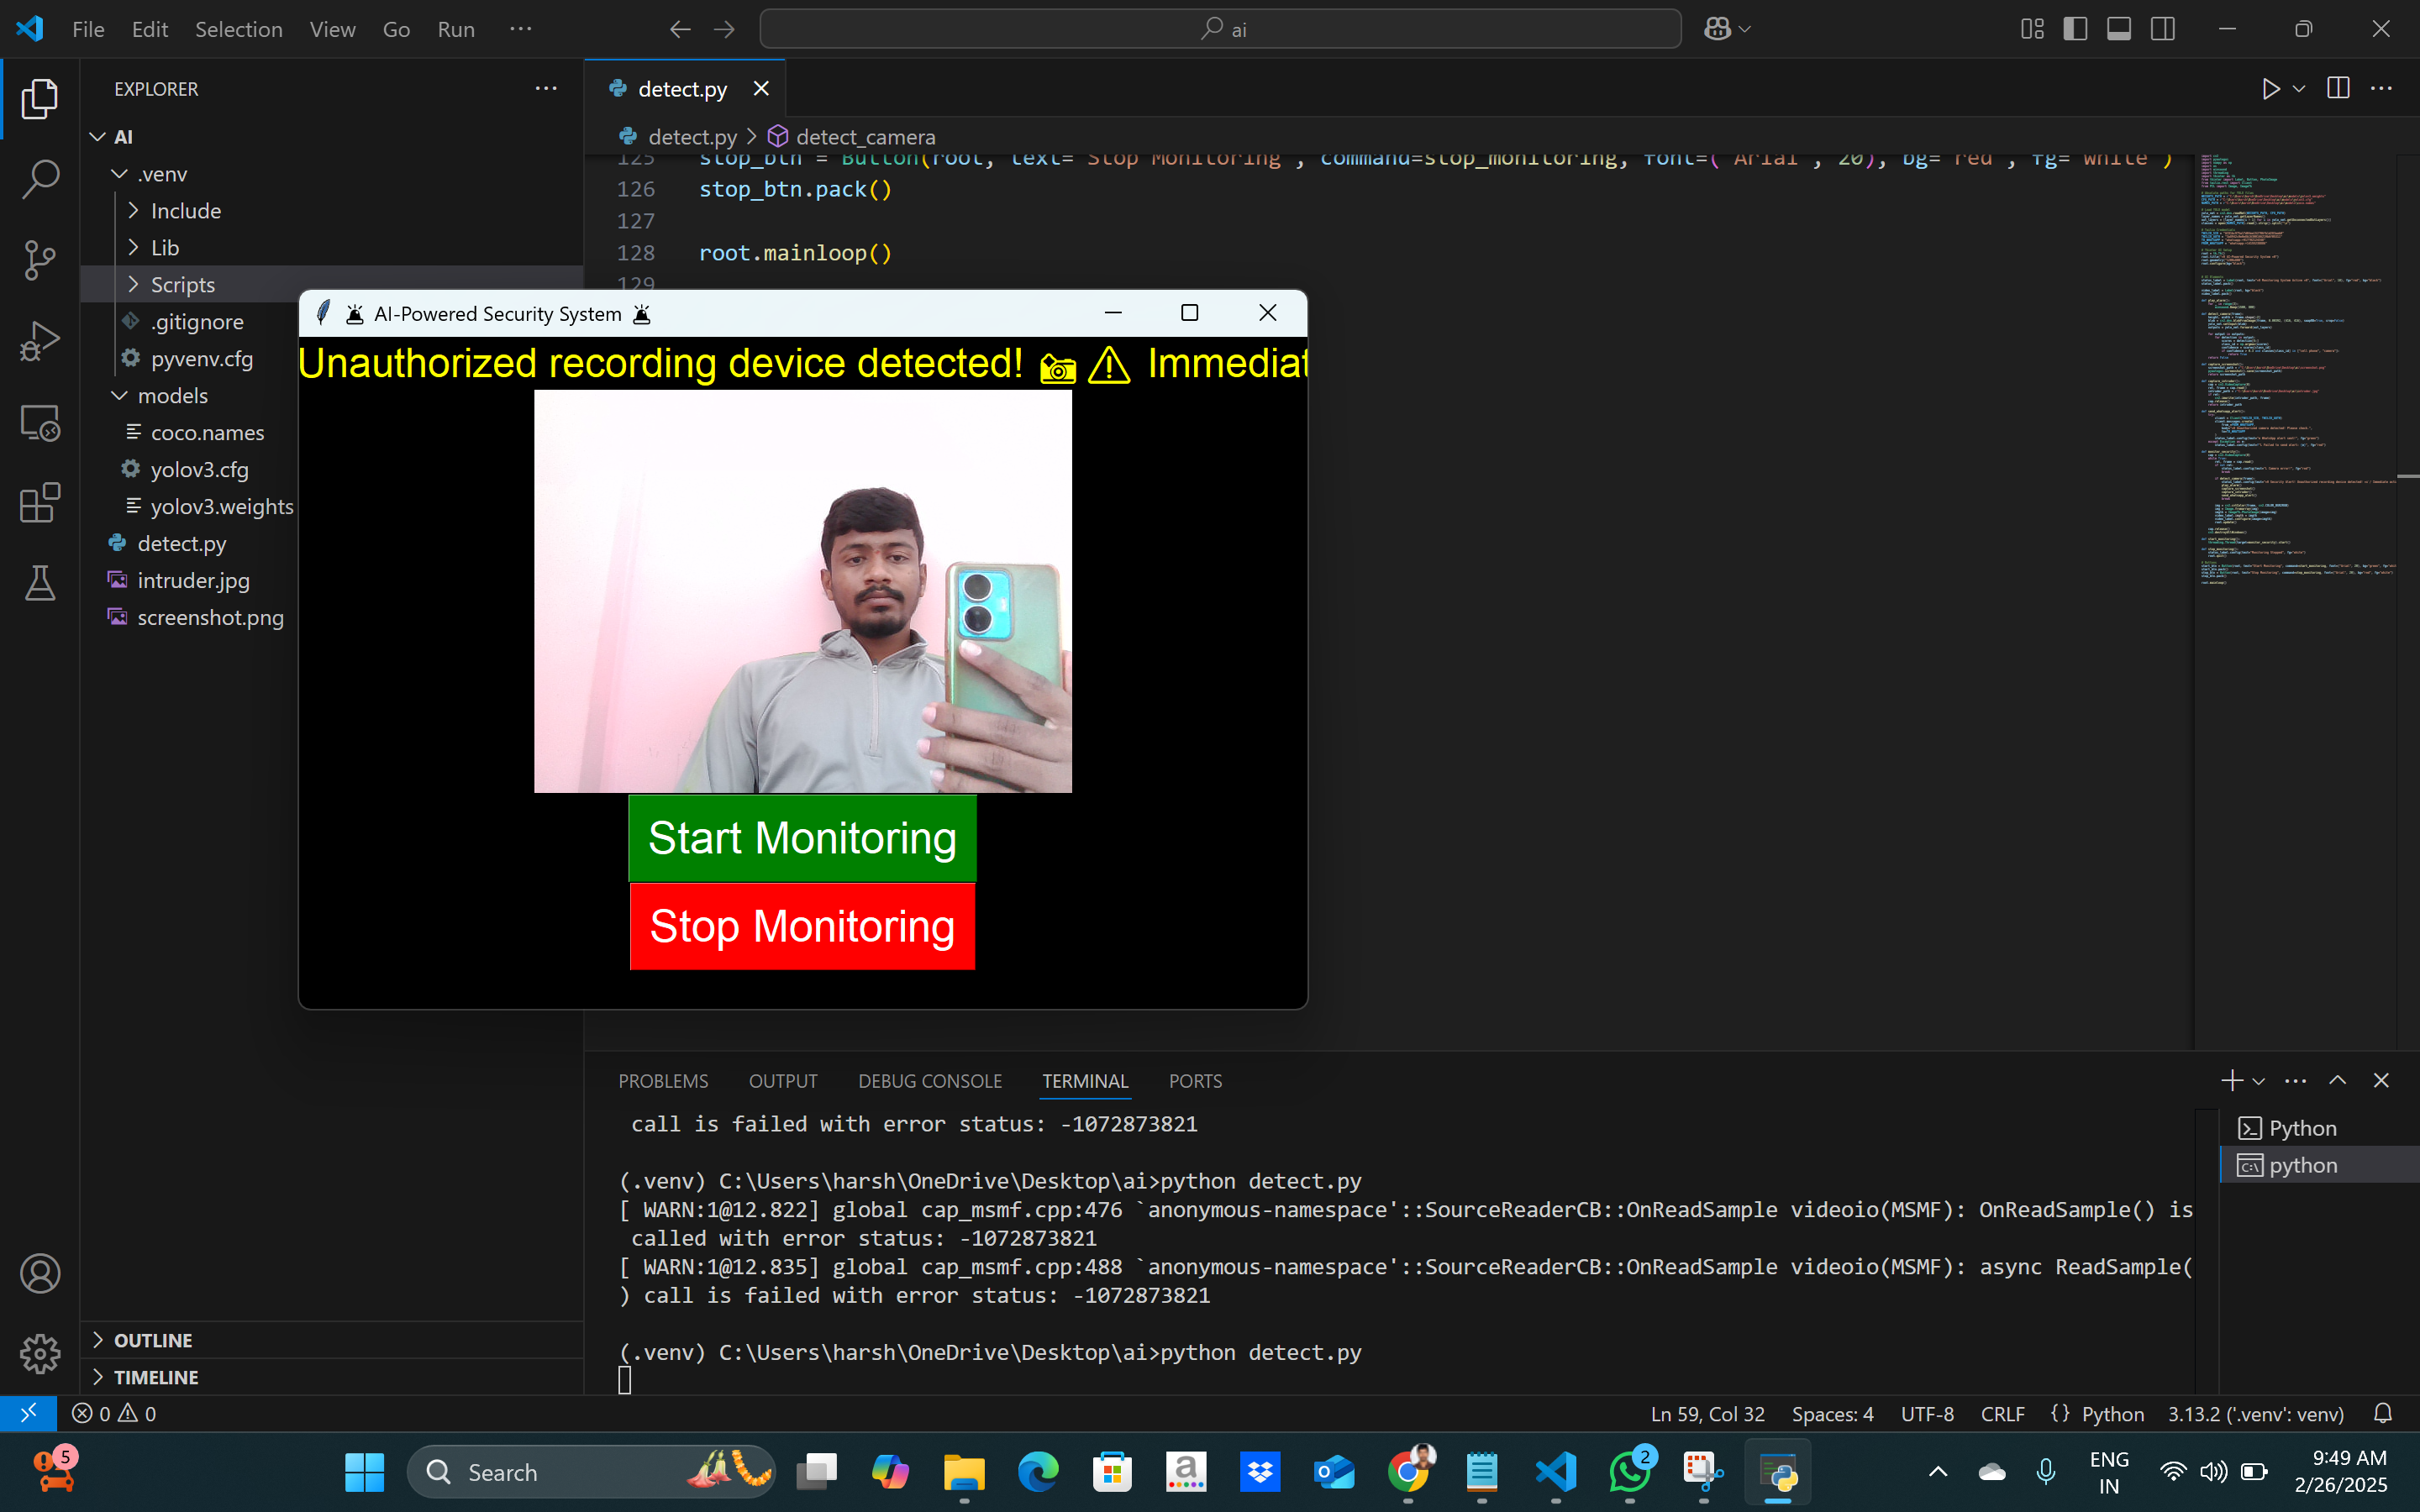 File Edit Selection View Go Run ···
ai
EXPLORER
AI
.venv
Include
Lib
Scripts
.gitignore
pyvenv.cfg
models
coco.names
yolov3.cfg
yolov3.weights
detect.py
intruder.jpg
screenshot.png
OUTLINE
TIMELINE
detect.py
detect.py > detect_camera
125 stop_btn = Button(root, text="Stop Monitoring", command=stop_monitoring, font=("Arial", 20), bg="red", fg="white")
126 stop_btn.pack()
127
128 root.mainloop()
129
AI-Powered Security System
Unauthorized recording device detected! 📷⚠ Immediat
Start Monitoring
Stop Monitoring
PROBLEMS OUTPUT DEBUG CONSOLE TERMINAL PORTS
call is failed with error status: -1072873821
(.venv) C:\Users\harsh\OneDrive\Desktop\ai>python detect.py
[ WARN:1@12.822] global cap_msmf.cpp:476 `anonymous-namespace'::SourceReaderCB::OnReadSample videoio(MSMF): OnReadSample() is
called with error status: -1072873821
[ WARN:1@12.835] global cap_msmf.cpp:488 `anonymous-namespace'::SourceReaderCB::OnReadSample videoio(MSMF): async ReadSample(
) call is failed with error status: -1072873821
(.venv) C:\Users\harsh\OneDrive\Desktop\ai>python detect.py
Python
python
0 0
Ln 59, Col 32 Spaces: 4 UTF-8 CRLF {} Python 3.13.2 ('.venv': venv)
5
Search
2
ENG
IN
9:49 AM
2/26/2025